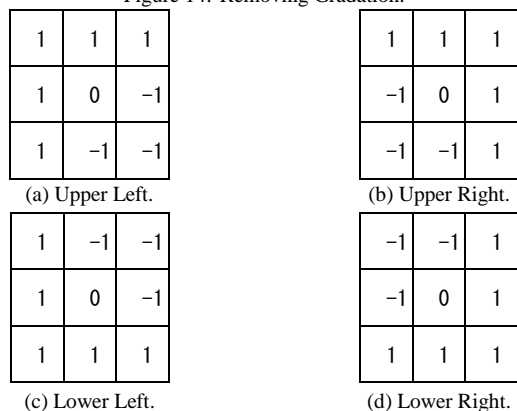 Figure 14: Removing Gradation.
1 1 1
1 0 -1
1 -1 -1
(a) Upper Left.
1 1 1
-1 0 1
-1 -1 1
(b) Upper Right.
1 -1 -1
1 0 -1
1 1 1
(c) Lower Left.
-1 -1 1
-1 0 1
1 1 1
(d) Lower Right.